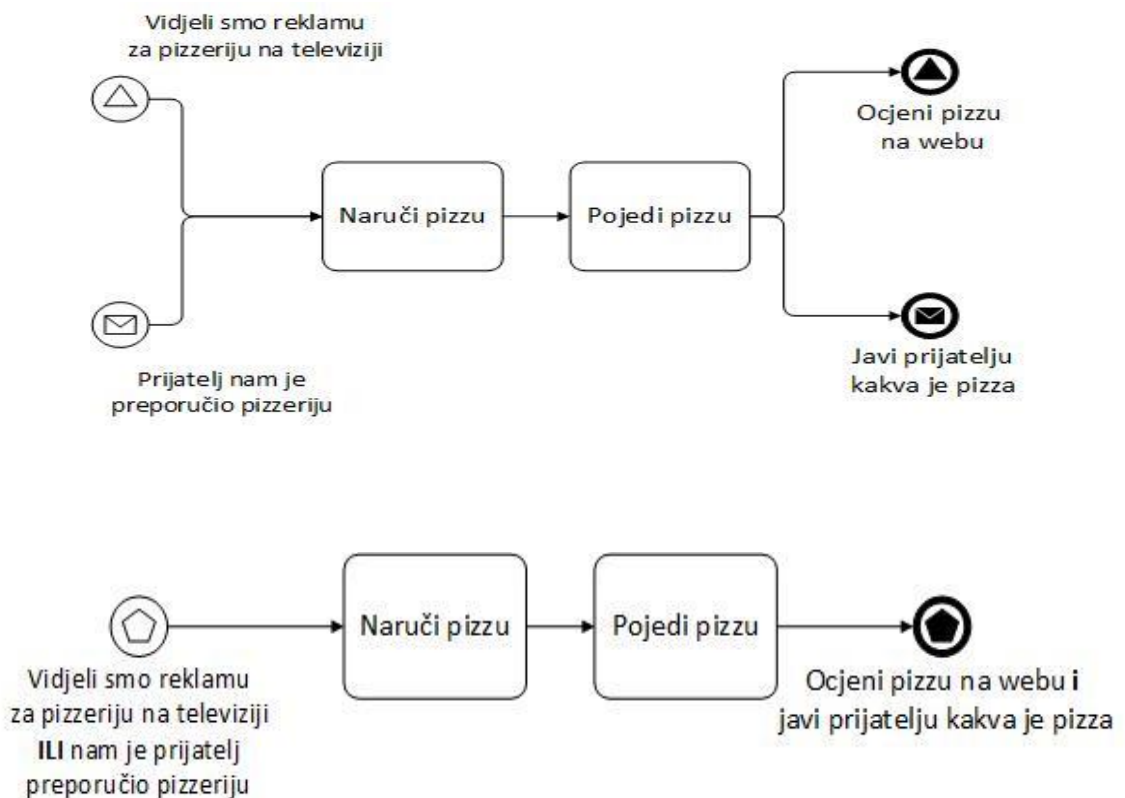 Vidjeli smo reklamu
za pizzeriju na televiziji
Ocjeni pizzu
na webu
Naruči pizzu
Pojedi pizzu
Prijatelj nam je
preporučio pizzeriju
Javi prijatelju
kakva je pizza
Naruči pizzu
Pojedi pizzu
Vidjeli smo reklamu
za pizzeriju na televiziji
ILI nam je prijatelj
preporučio pizzeriju
Ocjeni pizzu na webu i
javi prijatelju kakva je pizza